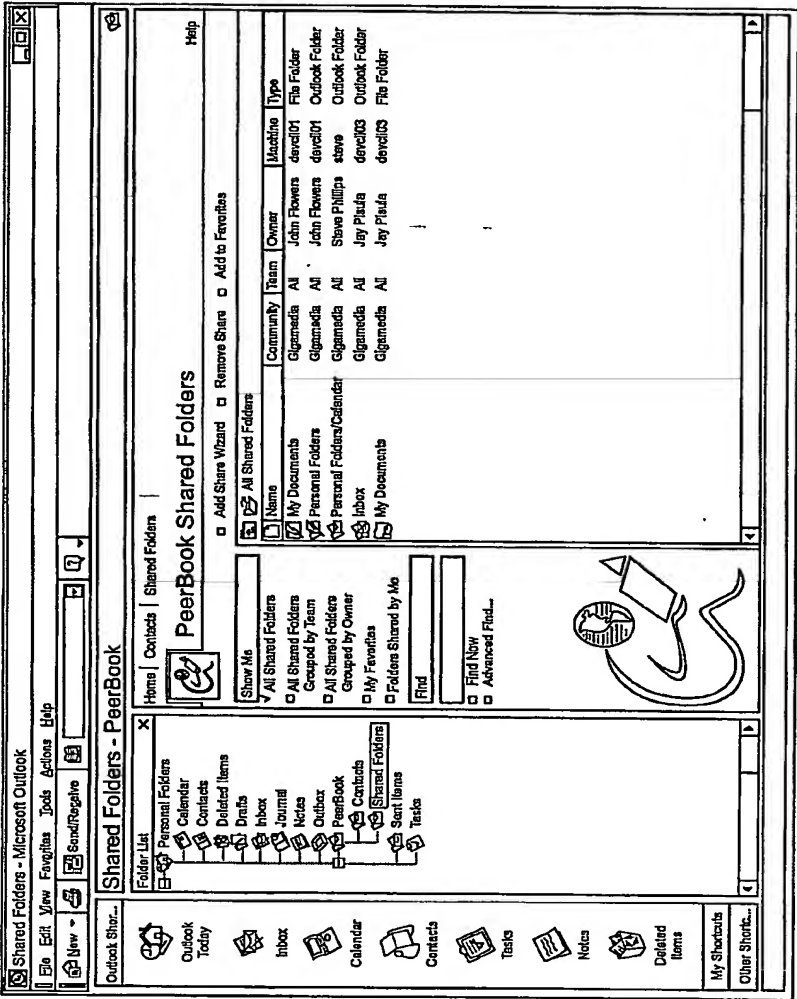 Shared Folders - Microsoft Outlook
File Edit View Favorites Tools Actions Help
New Send/Receive
Outlook Shor...
Outlook Today
Inbox
Calendar
Contacts
Tasks
Notes
Deleted Items
My Shortcuts
Other Shortc...
Shared Folders - PeerBook
Folder List X
Personal Folders
Calendar
Contacts
Deleted Items
Drafts
Inbox
Journal
Notes
Outbox
PeerBook
Contacts
Shared Folders
Sent Items
Tasks
Home | Contacts | Shared Folders |
Help
PeerBook Shared Folders
Add Share Wizard Remove Share Add to Favorites
Show Me
All Shared Folders
All Shared Folders
Grouped by Team
All Shared Folders
Grouped by Owner
My Favorites
Folders Shared by Me
Find
Find Now
Advanced Find...
All Shared Folders
Name Community Team Owner Machine Type
My Documents Gigamedia All John Flowers devcli01 File Folder
Personal Folders Gigamedia All John Flowers devcli01 Outlook Folder
Personal Folders/Calendar Gigamedia All Steve Phillips steve Outlook Folder
Inbox Gigamedia All Jay Pisula devcli03 Outlook Folder
My Documents Gigamedia All Jay Pisula devcli03 File Folder